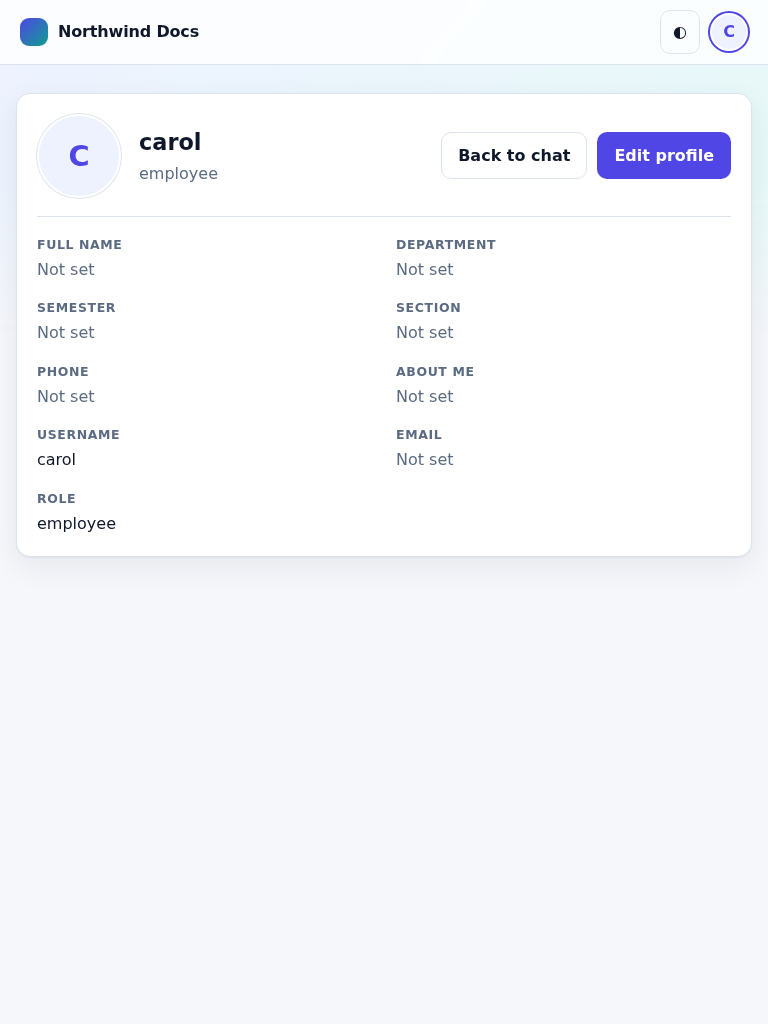 Northwind Docs
C
C
carol
employee
Back to chat
Edit profile
FULL NAME
Not set
DEPARTMENT
Not set
SEMESTER
Not set
SECTION
Not set
PHONE
Not set
ABOUT ME
Not set
USERNAME
carol
EMAIL
Not set
ROLE
employee